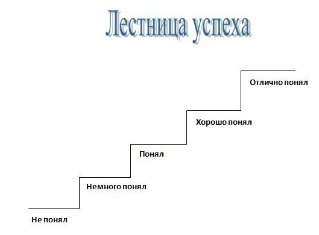 Лестница успеха
Отлично понял
Хорошо понял
Понял
Немного понял
Не понял